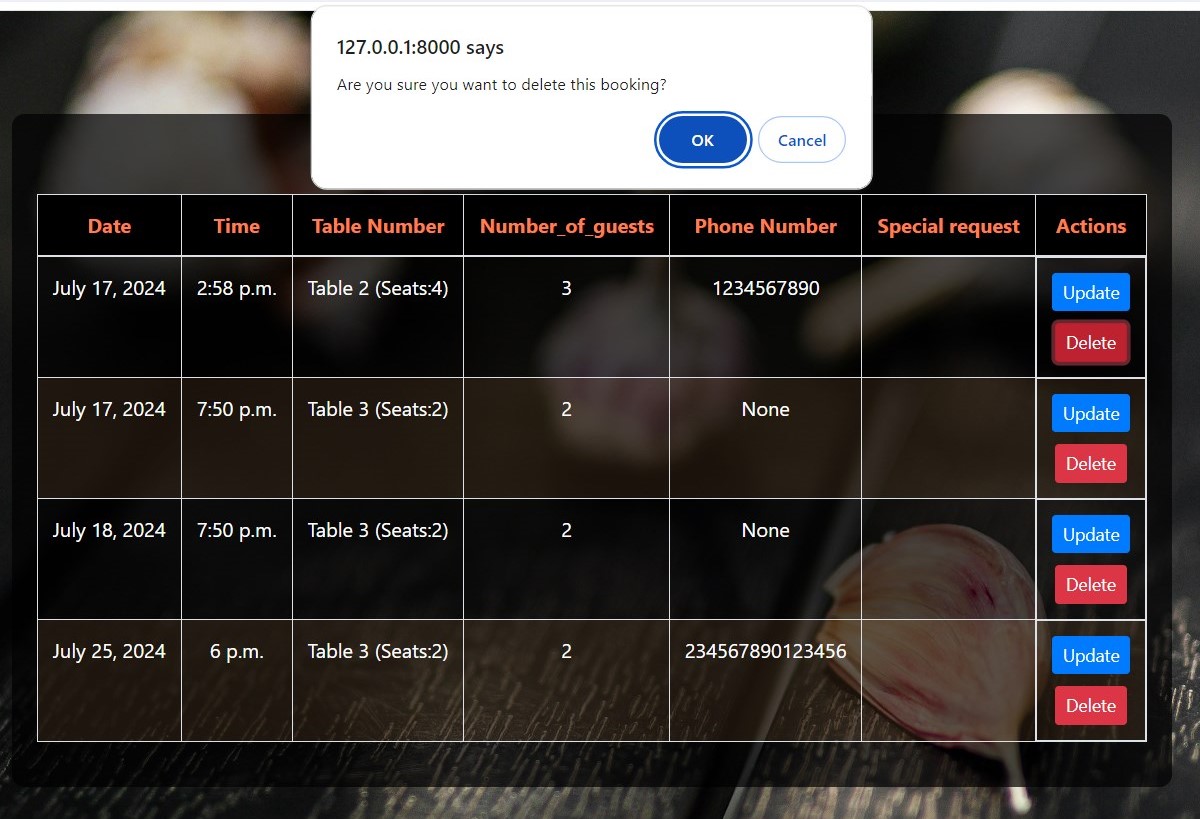 127.0.0.1:8000 says
Are you sure you want to delete this booking?
OK Cancel
Date Time Table Number Number_of_guests Phone Number Special request Actions
July 17, 2024 2:58 p.m. Table 2 (Seats:4) 3 1234567890 Update
Delete
July 17, 2024 7:50 p.m. Table 3 (Seats:2) 2 None Update
Delete
July 18, 2024 7:50 p.m. Table 3 (Seats:2) 2 None Update
Delete
July 25, 2024 6 p.m. Table 3 (Seats:2) 2 234567890123456 Update
Delete